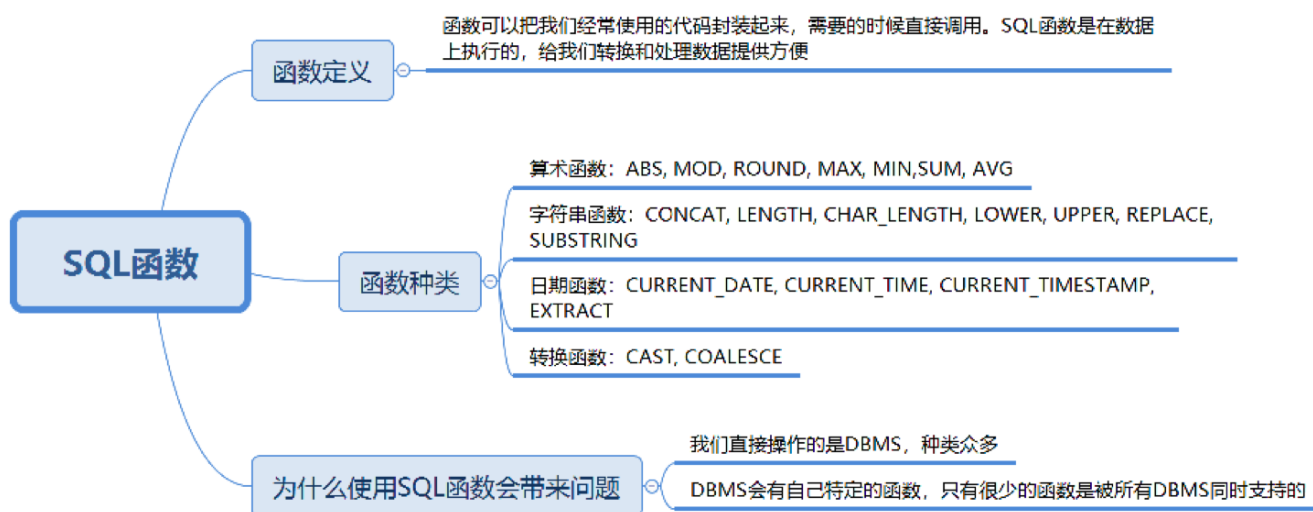 函数可以把我们经常使用的代码封装起来，需要的时候直接调用。SQL函数是在数据
上执行的，给我们转换和处理数据提供方便
函数定义
算术函数：ABS, MOD, ROUND, MAX, MIN,SUM, AVG
字符串函数：CONCAT, LENGTH, CHAR_LENGTH, LOWER, UPPER, REPLACE,
SUBSTRING
SQL函数
函数种类
日期函数：CURRENT_DATE, CURRENT_TIME, CURRENT_TIMESTAMP,
EXTRACT
转换函数：CAST, COALESCE
我们直接操作的是DBMS，种类众多
为什么使用SQL函数会带来问题
DBMS会有自己特定的函数，只有很少的函数是被所有DBMS同时支持的